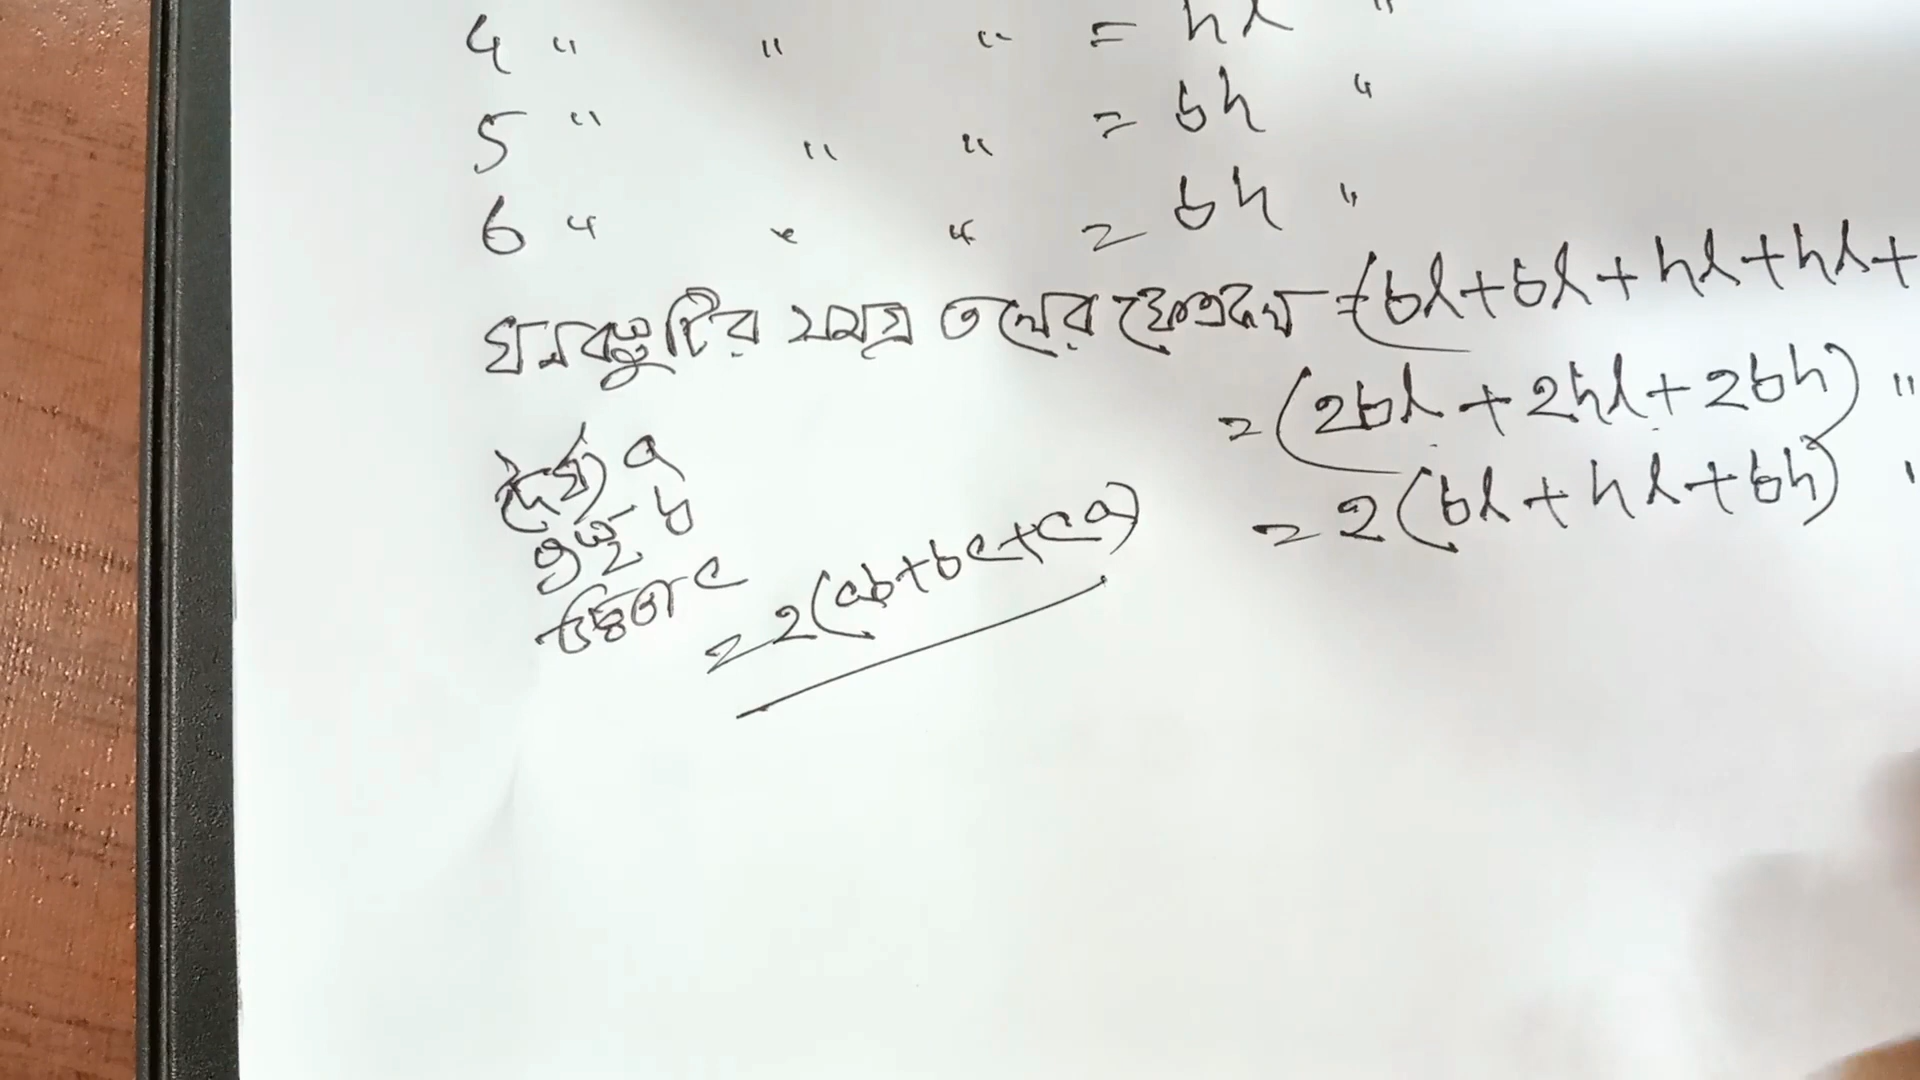 4 " " " = hl "
5 " " " = bh "
6 " " " = bh "
ঘনবস্তুটির সমগ্র তলের ক্ষেত্রফল = (bl+bl+hl+hl+
= (2bl+2hl+2bh) "
= 2(bl+hl+bh) "
দৈর্ঘ্য a
প্রস্থ b
উচ্চতা c
= 2(ab+bc+ca)